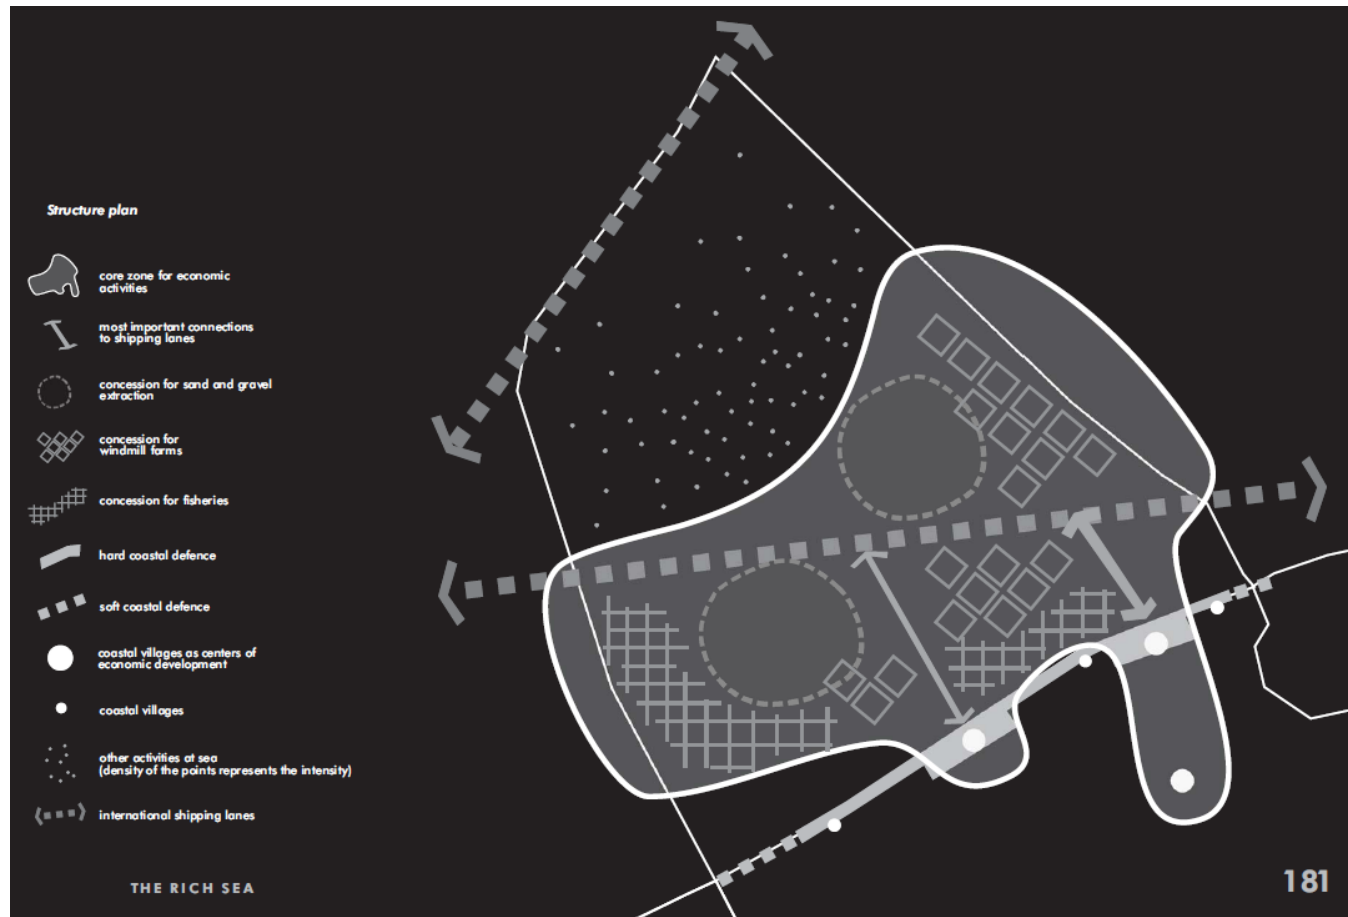 Structure plan
core zone for economic
activities
most important connections
to shipping lanes
concession for sand and gravel
extraction
concession for
windmill farms
concession for fisheries
hard coastal defence
soft coastal defence
coastal villages as centers of
economic development
coastal villages
other activities at sea
(density of the points represents the intensity)
international shipping lanes
THE RICH SEA
181